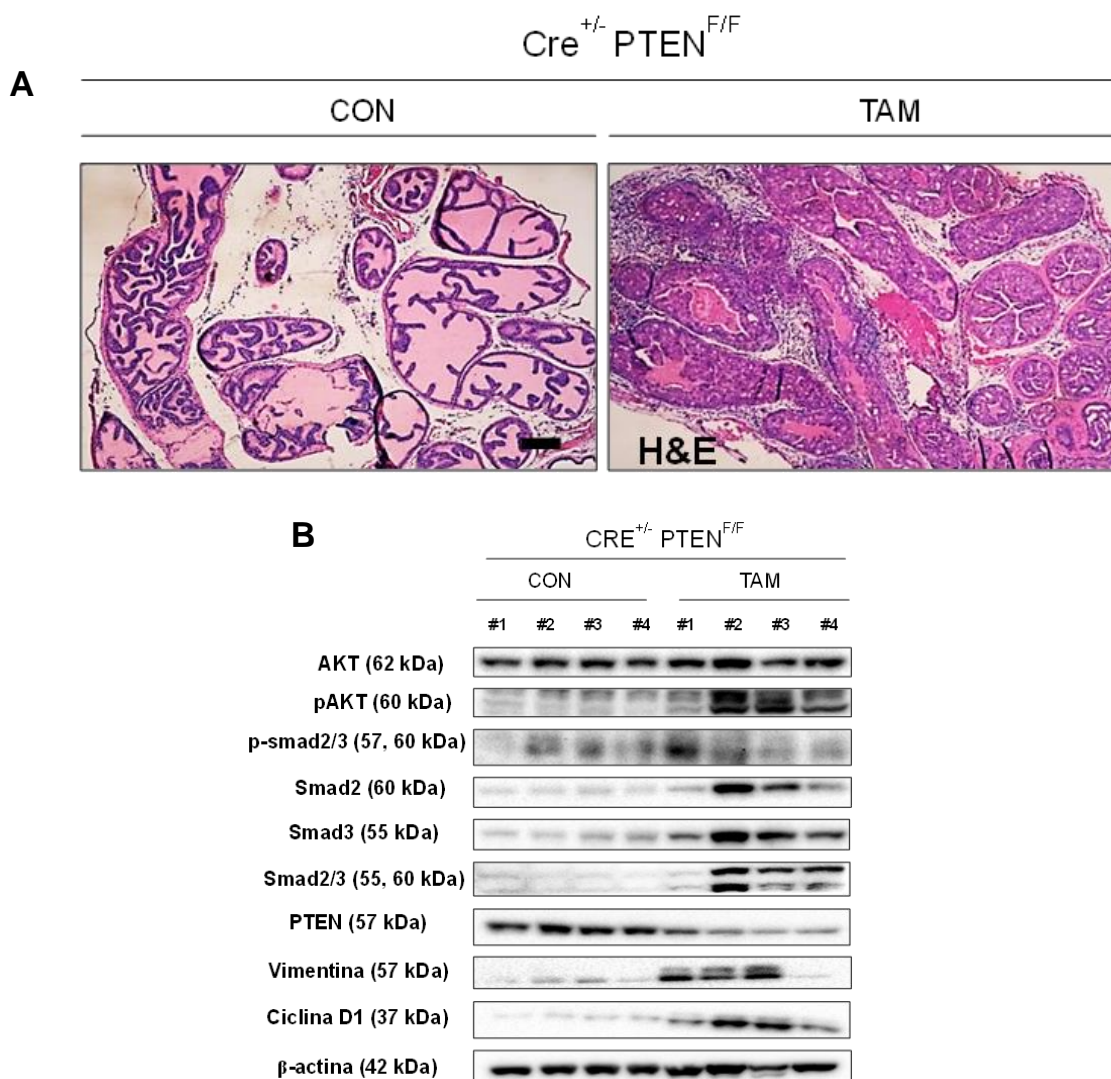 Cre+/- PTENF/F
A
CON TAM
H&E
B
CRE+/- PTENF/F
CON TAM
#1 #2 #3 #4 #1 #2 #3 #4
AKT (62 kDa)
pAKT (60 kDa)
p-smad2/3 (57, 60 kDa)
Smad2 (60 kDa)
Smad3 (55 kDa)
Smad2/3 (55, 60 kDa)
PTEN (57 kDa)
Vimentina (57 kDa)
Ciclina D1 (37 kDa)
β-actina (42 kDa)